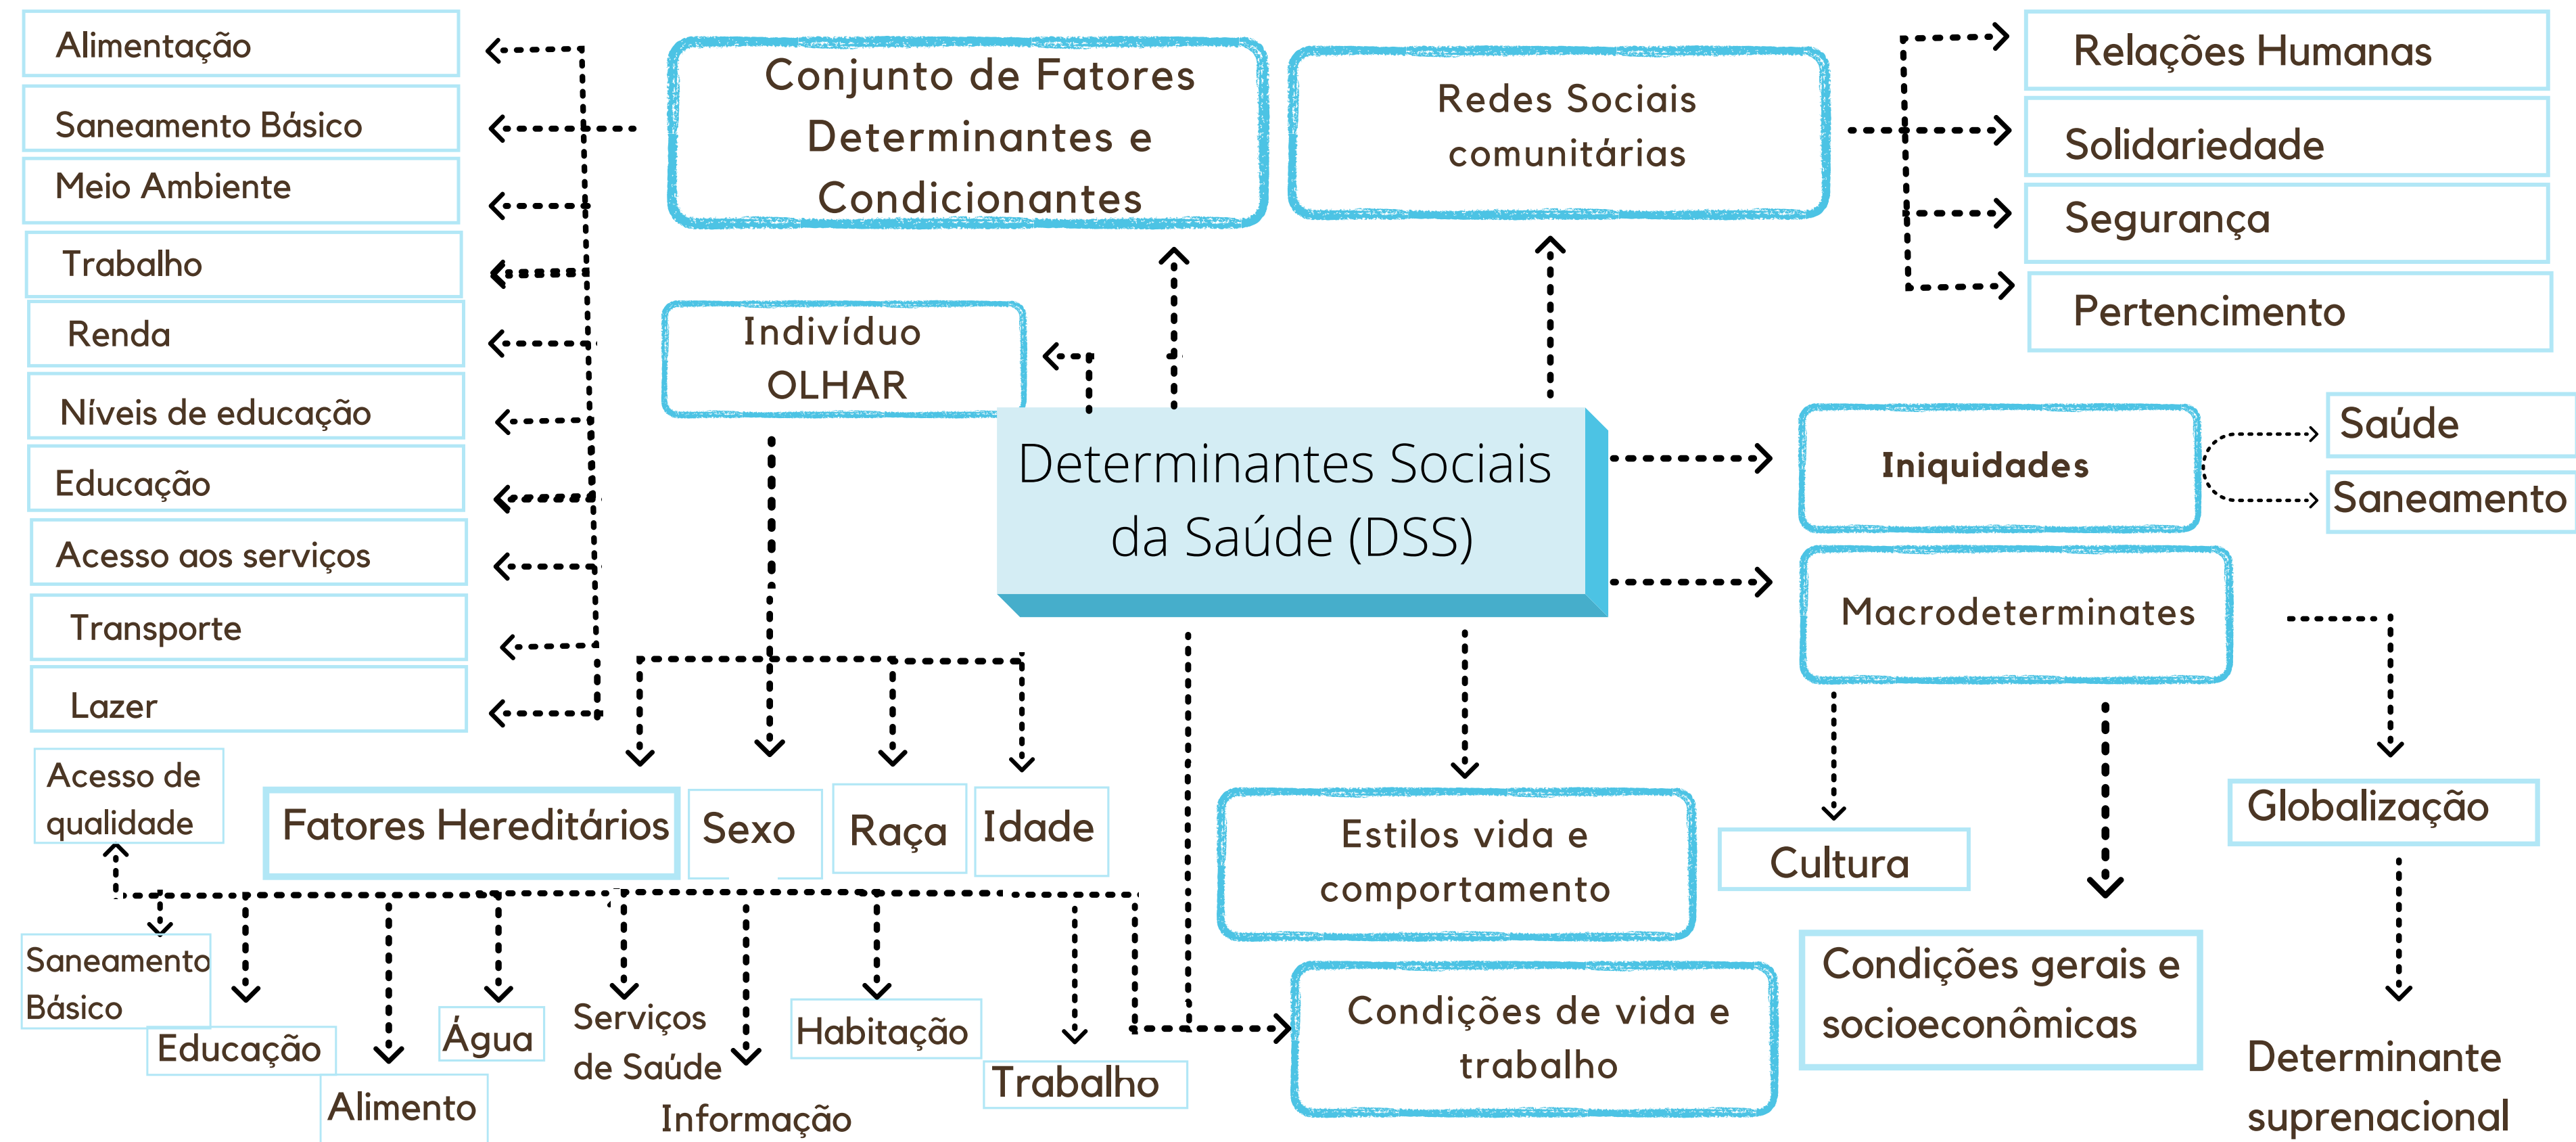 Alimentação
Saneamento Básico
Meio Ambiente
Trabalho
Renda
Níveis de educação
Educação
Acesso aos serviços
Transporte
Lazer
Conjunto de Fatores
Determinantes e
Condicionantes
Redes Sociais
comunitárias
Relações Humanas
Solidariedade
Segurança
Pertencimento
Indivíduo
OLHAR
Determinantes Sociais
da Saúde (DSS)
Iniquidades
Saúde
Saneamento
Macrodeterminates
Acesso de
qualidade
Fatores Hereditários
Sexo
Raça
Idade
Estilos vida e
comportamento
Cultura
Globalização
Saneamento
Básico
Educação
Alimento
Água
Serviços
de Saúde
Informação
Habitação
Trabalho
Condições de vida e
trabalho
Condições gerais e
socioeconômicas
Determinante
suprenacional